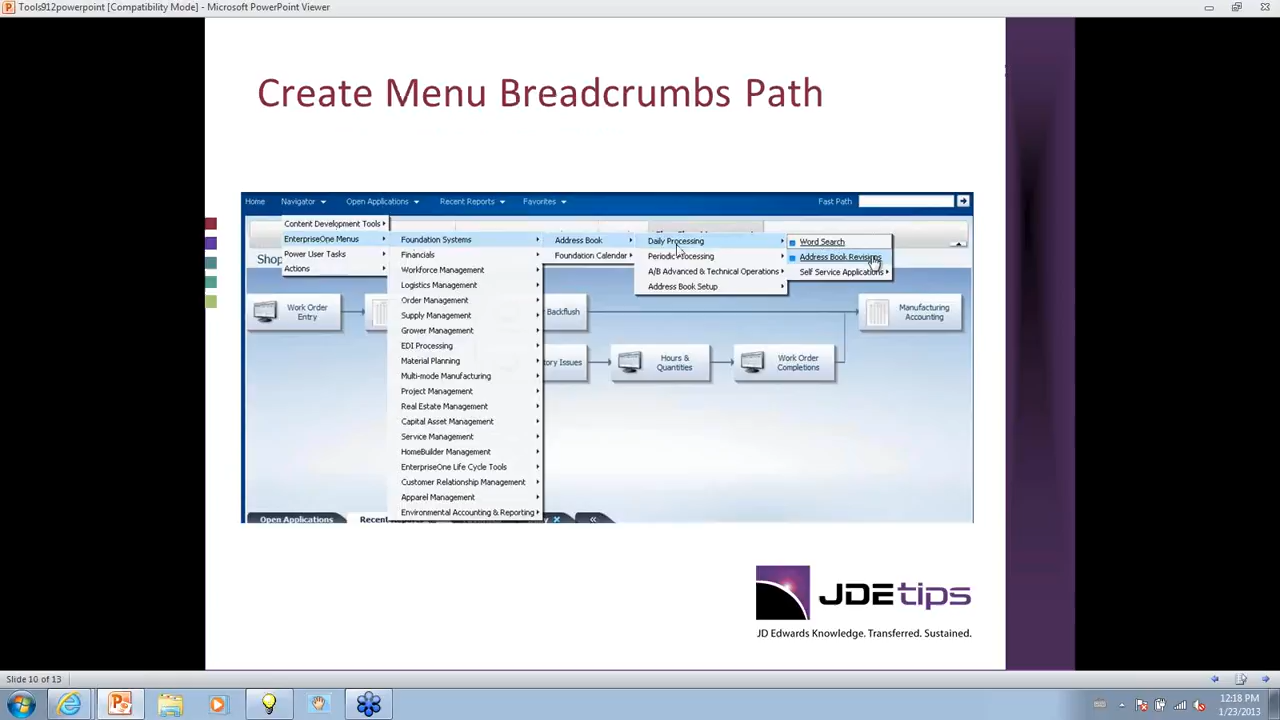 Tools912powerpoint [Compatibility Mode] - Microsoft PowerPoint Viewer
Create Menu Breadcrumbs Path
Home Navigator Open Applications Recent Reports Favorites Fast Path
Content Development Tools
EnterpriseOne Menus
Power User Tasks
Actions
Foundation Systems
Financials
Workforce Management
Logistics Management
Order Management
Supply Management
Grower Management
EDI Processing
Material Planning
Multi-mode Manufacturing
Project Management
Real Estate Management
Capital Asset Management
Service Management
HomeBuilder Management
EnterpriseOne Life Cycle Tools
Customer Relationship Management
Apparel Management
Environmental Accounting & Reporting
Address Book
Foundation Calendar
Daily Processing
Periodic Processing
A/B Advanced & Technical Operations
Address Book Setup
Word Search
Address Book Revisions
Self Service Applications
Shop
Work Order
Entry
Backflush
Manufacturing
Accounting
Issues
Hours &
Quantities
Work Order
Completions
Open Applications
JDEtips
JD Edwards Knowledge. Transferred. Sustained.
Slide 10 of 13
12:18 PM
1/23/2013